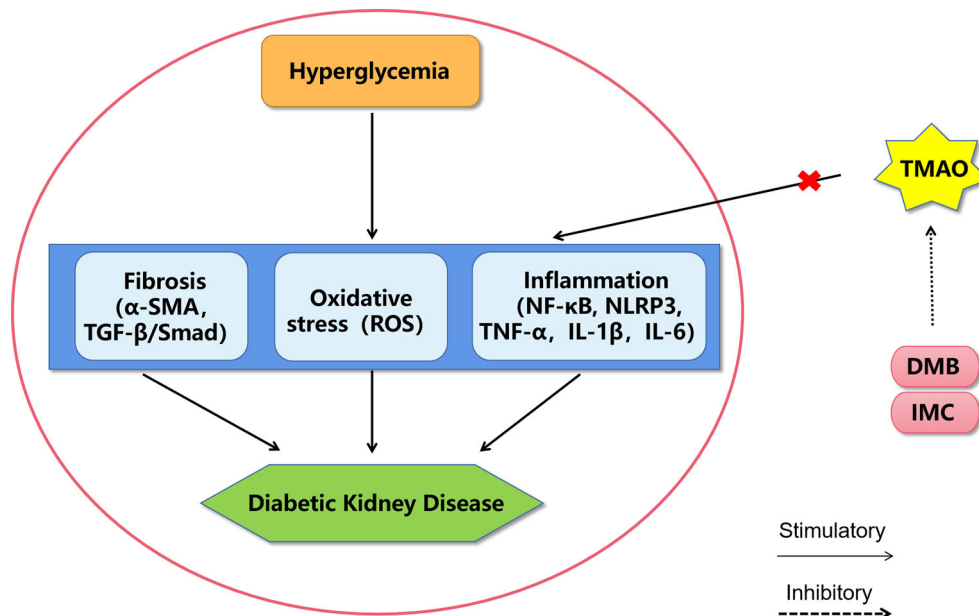 Hyperglycemia
TMAO
Fibrosis
(α-SMA,
TGF-β/Smad)
Oxidative
stress (ROS)
Inflammation
(NF-κB, NLRP3,
TNF-α, IL-1β, IL-6)
DMB
IMC
Diabetic Kidney Disease
Stimulatory
Inhibitory